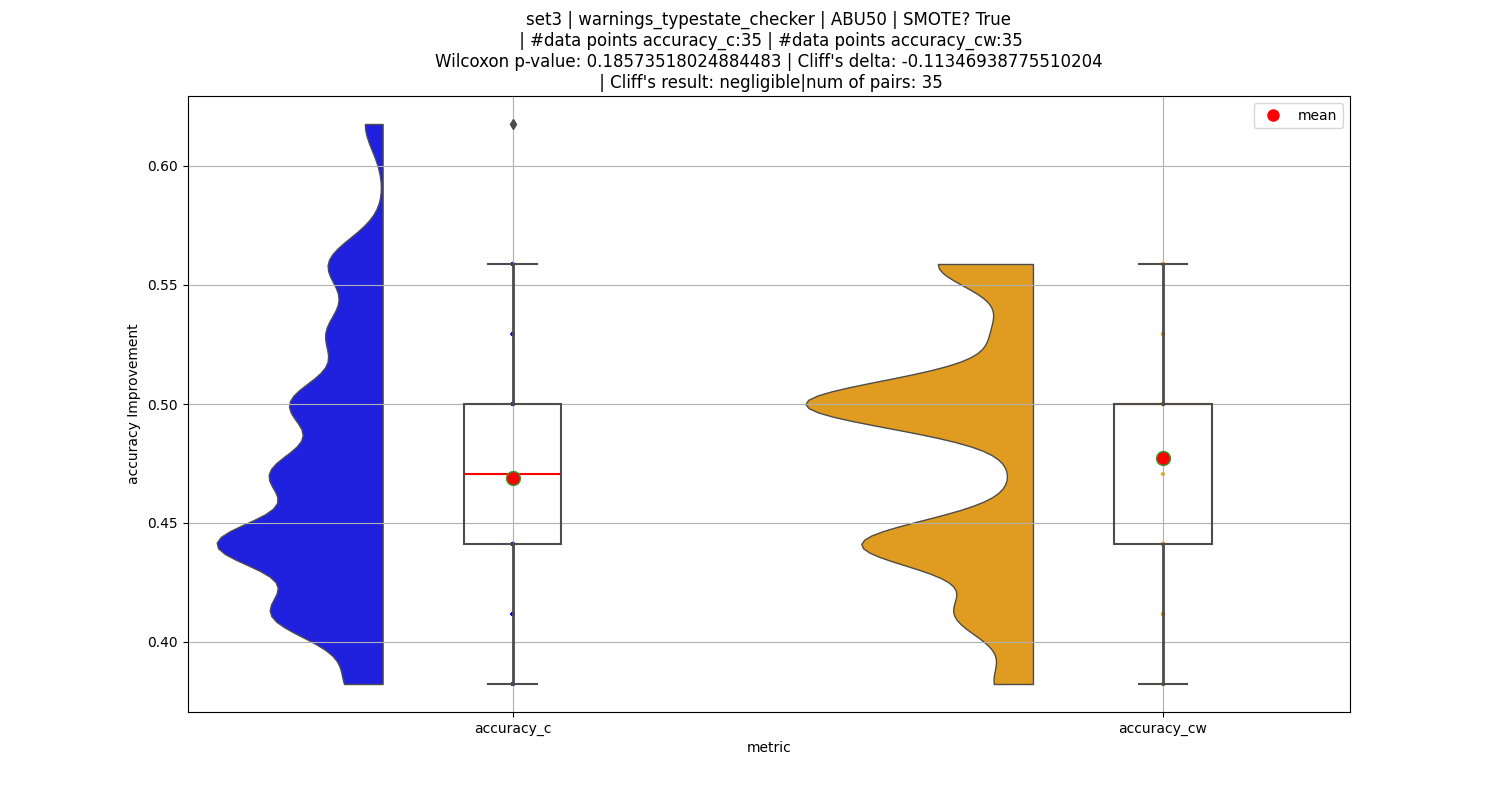 set3 | warnings_typestate_checker | ABU50 | SMOTE? True
| #data points accuracy_c:35 | #data points accuracy_cw:35
Wilcoxon p-value: 0.18573518024884483 | Cliff's delta: -0.11346938775510204
| Cliff's result: negligible|num of pairs: 35
mean
0.60
0.55
0.50
0.45
0.40
accuracy Improvement
accuracy_c
accuracy_cw
metric